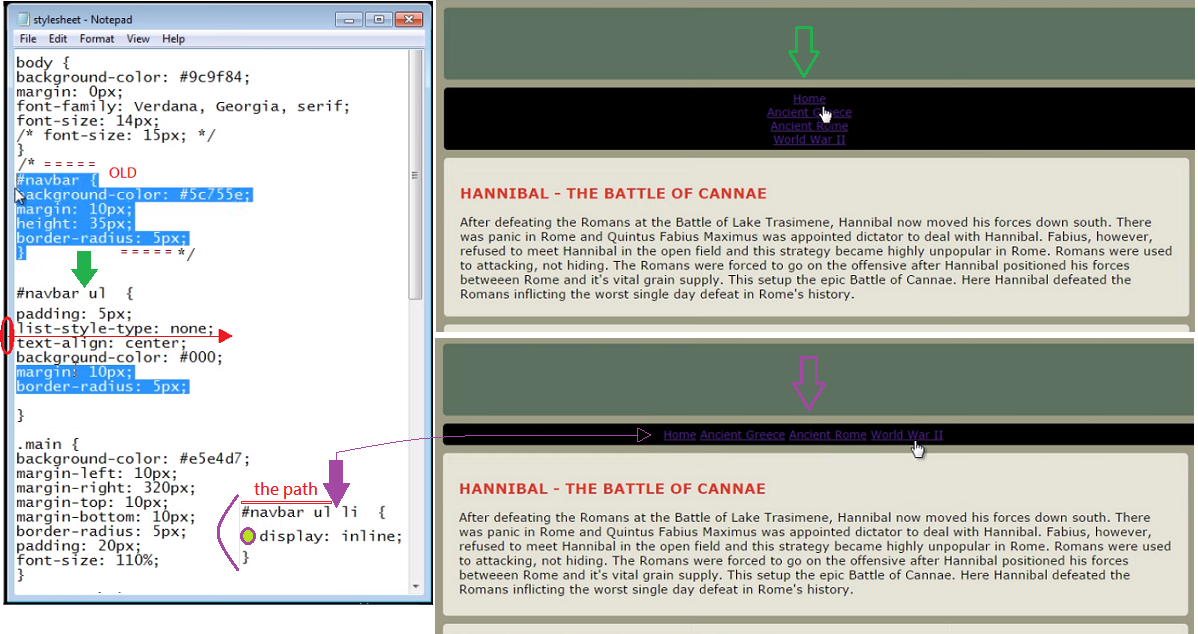 stylesheet - Notepad
File Edit Format View Help
body {
background-color: #9c9f84;
margin: 0px;
font-family: Verdana, Georgia, serif;
font-size: 14px;
/* font-size: 15px; */
}
/* = = = = =
OLD
#navbar {
background-color: #5c755e;
margin: 10px;
height: 35px;
border-radius: 5px;
}
= = = = = */
#navbar ul {
padding: 5px;
list-style-type: none;
text-align: center;
background-color: #000;
margin: 10px;
border-radius: 5px;
}
.main {
background-color: #e5e4d7;
margin-left: 10px;
margin-right: 320px;
margin-top: 10px;
margin-bottom: 10px;
border-radius: 5px;
padding: 20px;
font-size: 110%;
}
the path
#navbar ul li {
display: inline;
}
Home
Ancient Greece
Ancient Rome
World War II
HANNIBAL - THE BATTLE OF CANNAE
After defeating the Romans at the Battle of Lake Trasimene, Hannibal now moved his forces down south. There
was panic in Rome and Quintus Fabius Maximus was appointed dictator to deal with Hannibal. Fabius, however,
refused to meet Hannibal in the open field and this strategy became highly unpopular in Rome. Romans were used
to attacking, not hiding. The Romans were forced to go on the offensive after Hannibal positioned his forces
betweeen Rome and it's vital grain supply. This setup the epic Battle of Cannae. Here Hannibal defeated the
Romans inflicting the worst single day defeat in Rome's history.
Home Ancient Greece Ancient Rome World War II
HANNIBAL - THE BATTLE OF CANNAE
After defeating the Romans at the Battle of Lake Trasimene, Hannibal now moved his forces down south. There
was panic in Rome and Quintus Fabius Maximus was appointed dictator to deal with Hannibal. Fabius, however,
refused to meet Hannibal in the open field and this strategy became highly unpopular in Rome. Romans were used
to attacking, not hiding. The Romans were forced to go on the offensive after Hannibal positioned his forces
betweeen Rome and it's vital grain supply. This setup the epic Battle of Cannae. Here Hannibal defeated the
Romans inflicting the worst single day defeat in Rome's history.